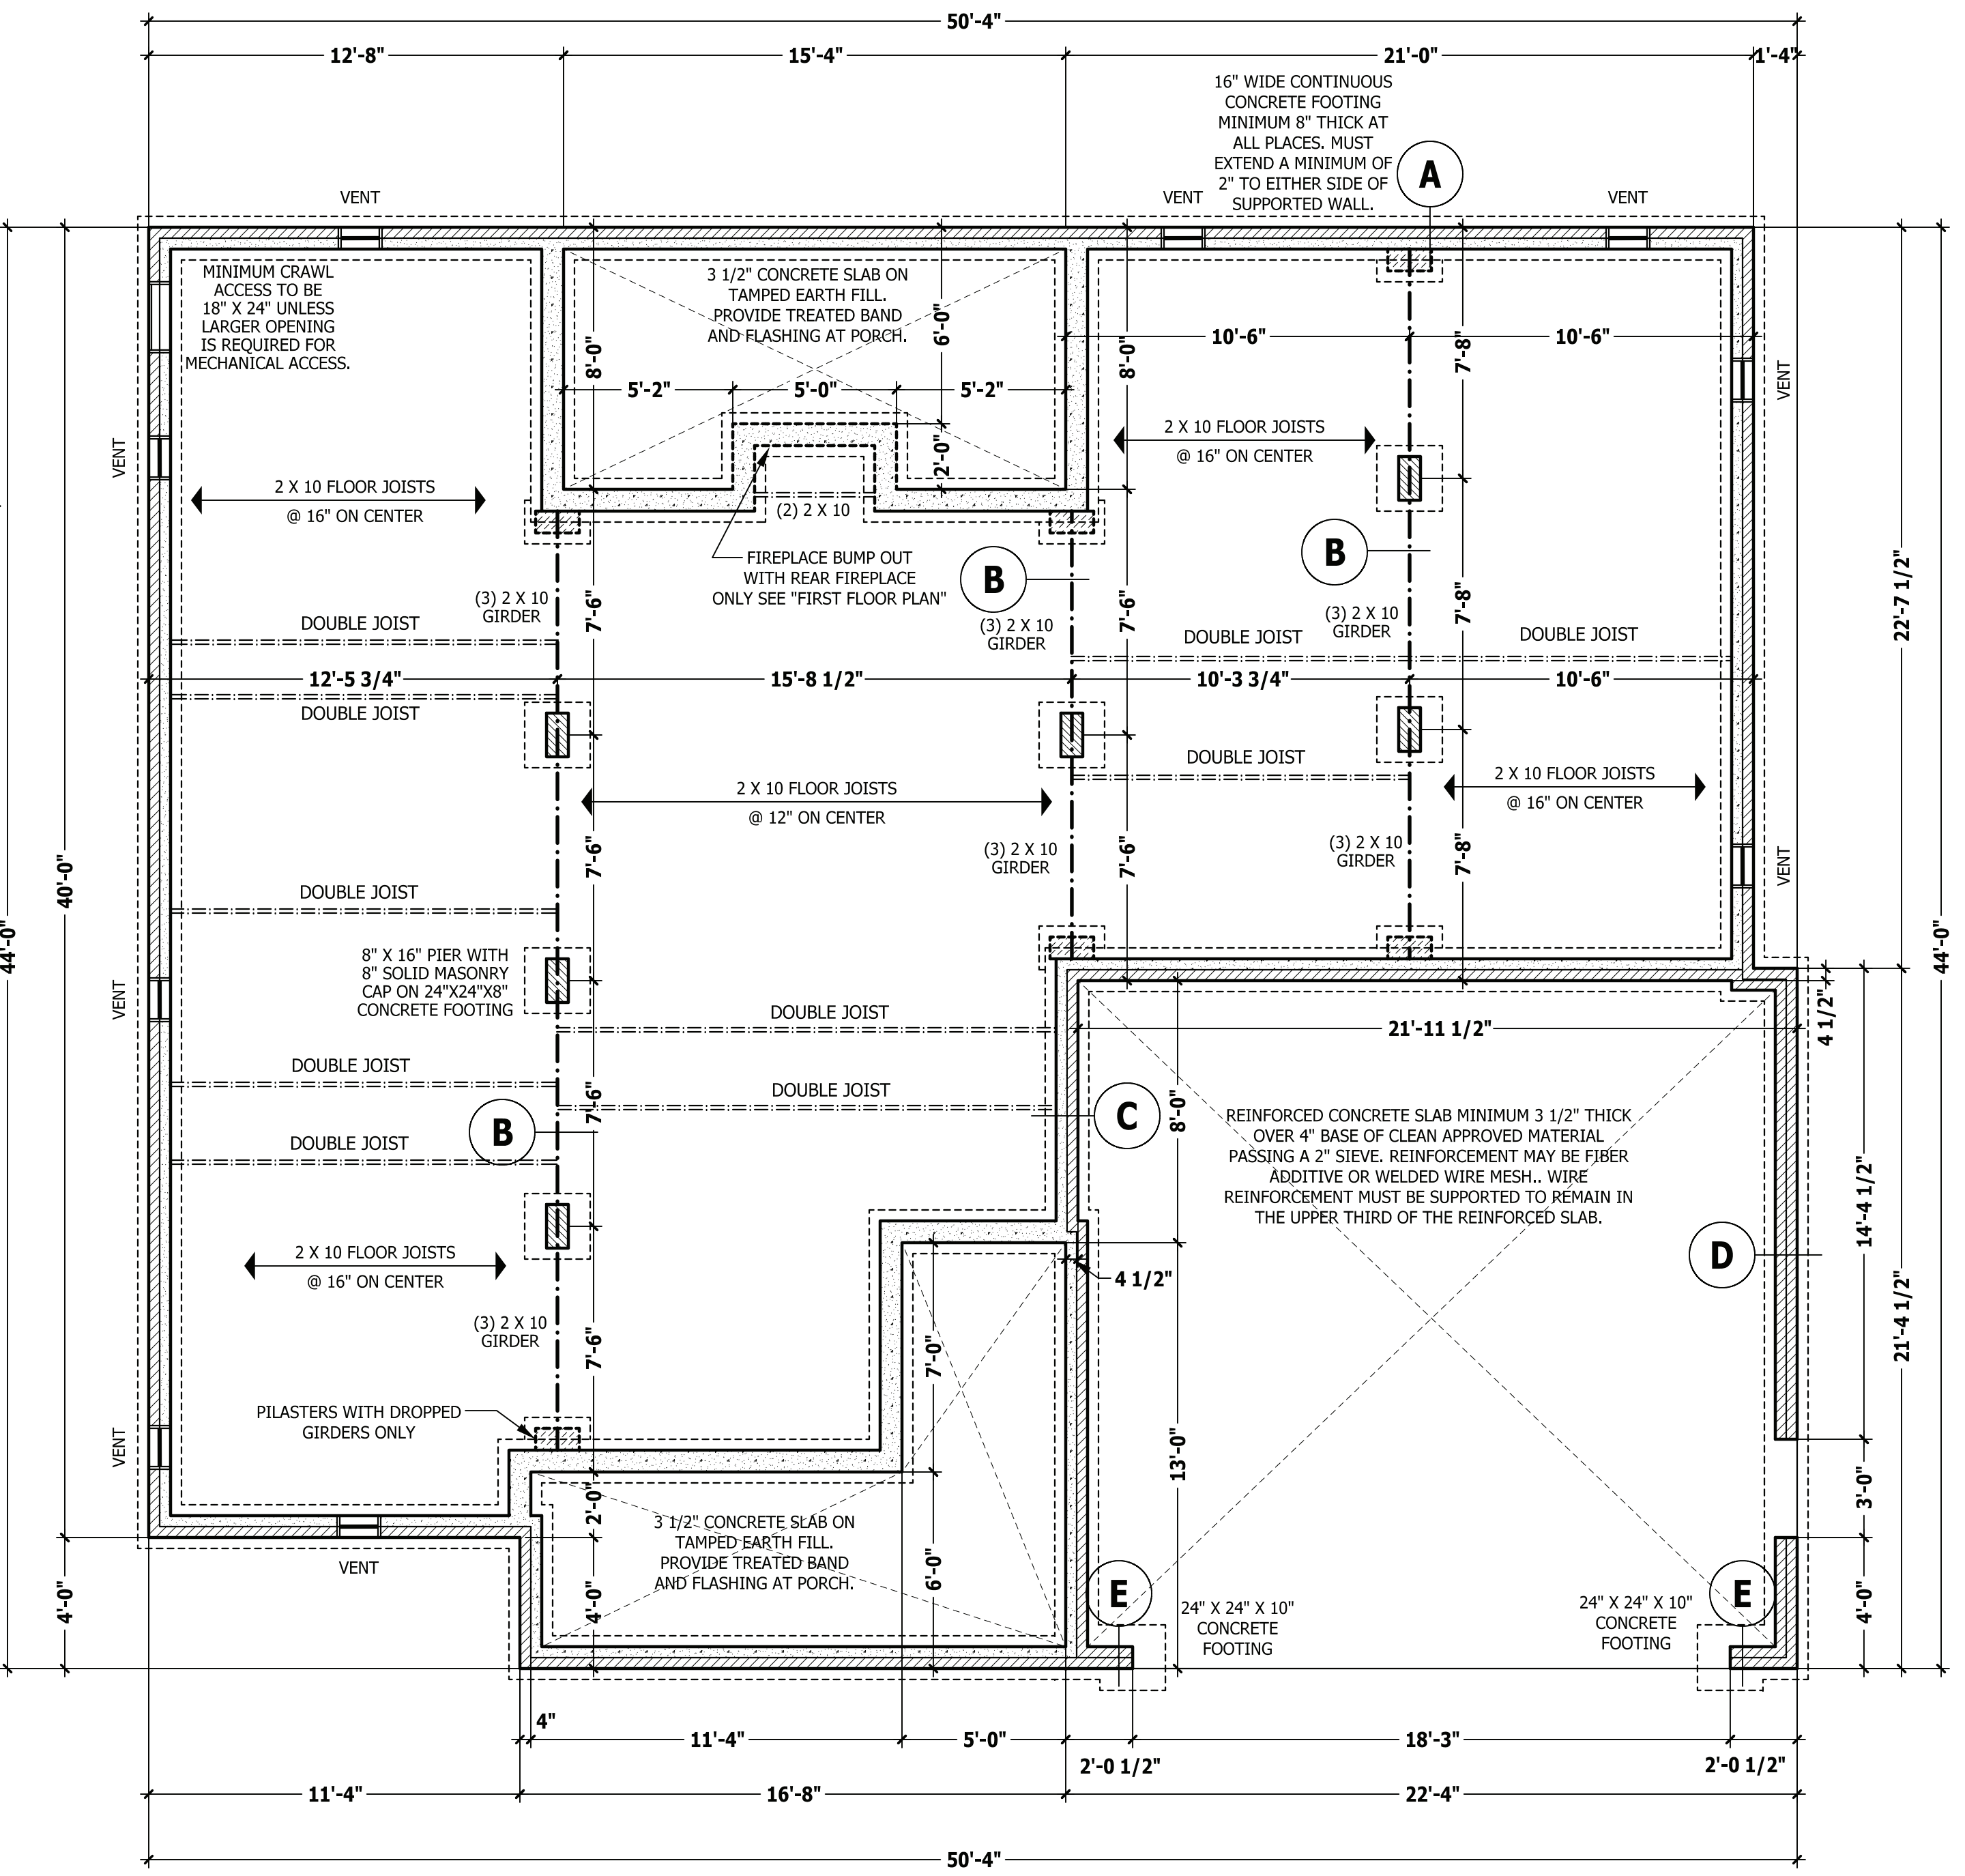 50'-4"
12'-8"
15'-4"
21'-0"
1'-4"
16" WIDE CONTINUOUS
CONCRETE FOOTING
MINIMUM 8" THICK AT
ALL PLACES. MUST
EXTEND A MINIMUM OF
2" TO EITHER SIDE OF
SUPPORTED WALL.
A
VENT
VENT
VENT
MINIMUM CRAWL
ACCESS TO BE
18" X 24" UNLESS
LARGER OPENING
IS REQUIRED FOR
MECHANICAL ACCESS.
3 1/2" CONCRETE SLAB ON
TAMPED EARTH FILL.
PROVIDE TREATED BAND
AND FLASHING AT PORCH.
6'-0"
8'-0"
8'-0"
10'-6"
10'-6"
7'-8"
VENT
5'-2"
5'-0"
5'-2"
2'-0"
VENT
2 X 10 FLOOR JOISTS
@ 16" ON CENTER
2 X 10 FLOOR JOISTS
@ 16" ON CENTER
(2) 2 X 10
FIREPLACE BUMP OUT
WITH REAR FIREPLACE
ONLY SEE "FIRST FLOOR PLAN"
B
B
22'-7 1/2"
(3) 2 X 10
GIRDER
7'-6"
(3) 2 X 10
GIRDER
7'-6"
(3) 2 X 10
GIRDER
7'-8"
DOUBLE JOIST
DOUBLE JOIST
DOUBLE JOIST
12'-5 3/4"
15'-8 1/2"
10'-3 3/4"
10'-6"
DOUBLE JOIST
DOUBLE JOIST
2 X 10 FLOOR JOISTS
@ 12" ON CENTER
2 X 10 FLOOR JOISTS
@ 16" ON CENTER
7'-6"
(3) 2 X 10
GIRDER
7'-6"
(3) 2 X 10
GIRDER
7'-8"
VENT
40'-0"
44'-0"
44'-0"
DOUBLE JOIST
8" X 16" PIER WITH
8" SOLID MASONRY
CAP ON 24"X24"X8"
CONCRETE FOOTING
VENT
DOUBLE JOIST
21'-11 1/2"
4 1/2"
DOUBLE JOIST
DOUBLE JOIST
7'-6"
B
C
8'-0"
REINFORCED CONCRETE SLAB MINIMUM 3 1/2" THICK
OVER 4" BASE OF CLEAN APPROVED MATERIAL
PASSING A 2" SIEVE. REINFORCEMENT MAY BE FIBER
ADDITIVE OR WELDED WIRE MESH.. WIRE
REINFORCEMENT MUST BE SUPPORTED TO REMAIN IN
THE UPPER THIRD OF THE REINFORCED SLAB.
DOUBLE JOIST
14'-4 1/2"
D
2 X 10 FLOOR JOISTS
@ 16" ON CENTER
4 1/2"
21'-4 1/2"
(3) 2 X 10
GIRDER
7'-6"
7'-0"
PILASTERS WITH DROPPED
GIRDERS ONLY
VENT
13'-0"
3'-0"
2'-0"
3 1/2" CONCRETE SLAB ON
TAMPED EARTH FILL.
PROVIDE TREATED BAND
AND FLASHING AT PORCH.
VENT
6'-0"
4'-0"
4'-0"
E
24" X 24" X 10"
CONCRETE
FOOTING
24" X 24" X 10"
CONCRETE
FOOTING
E
4'-0"
4"
11'-4"
5'-0"
2'-0 1/2"
18'-3"
2'-0 1/2"
11'-4"
16'-8"
22'-4"
50'-4"